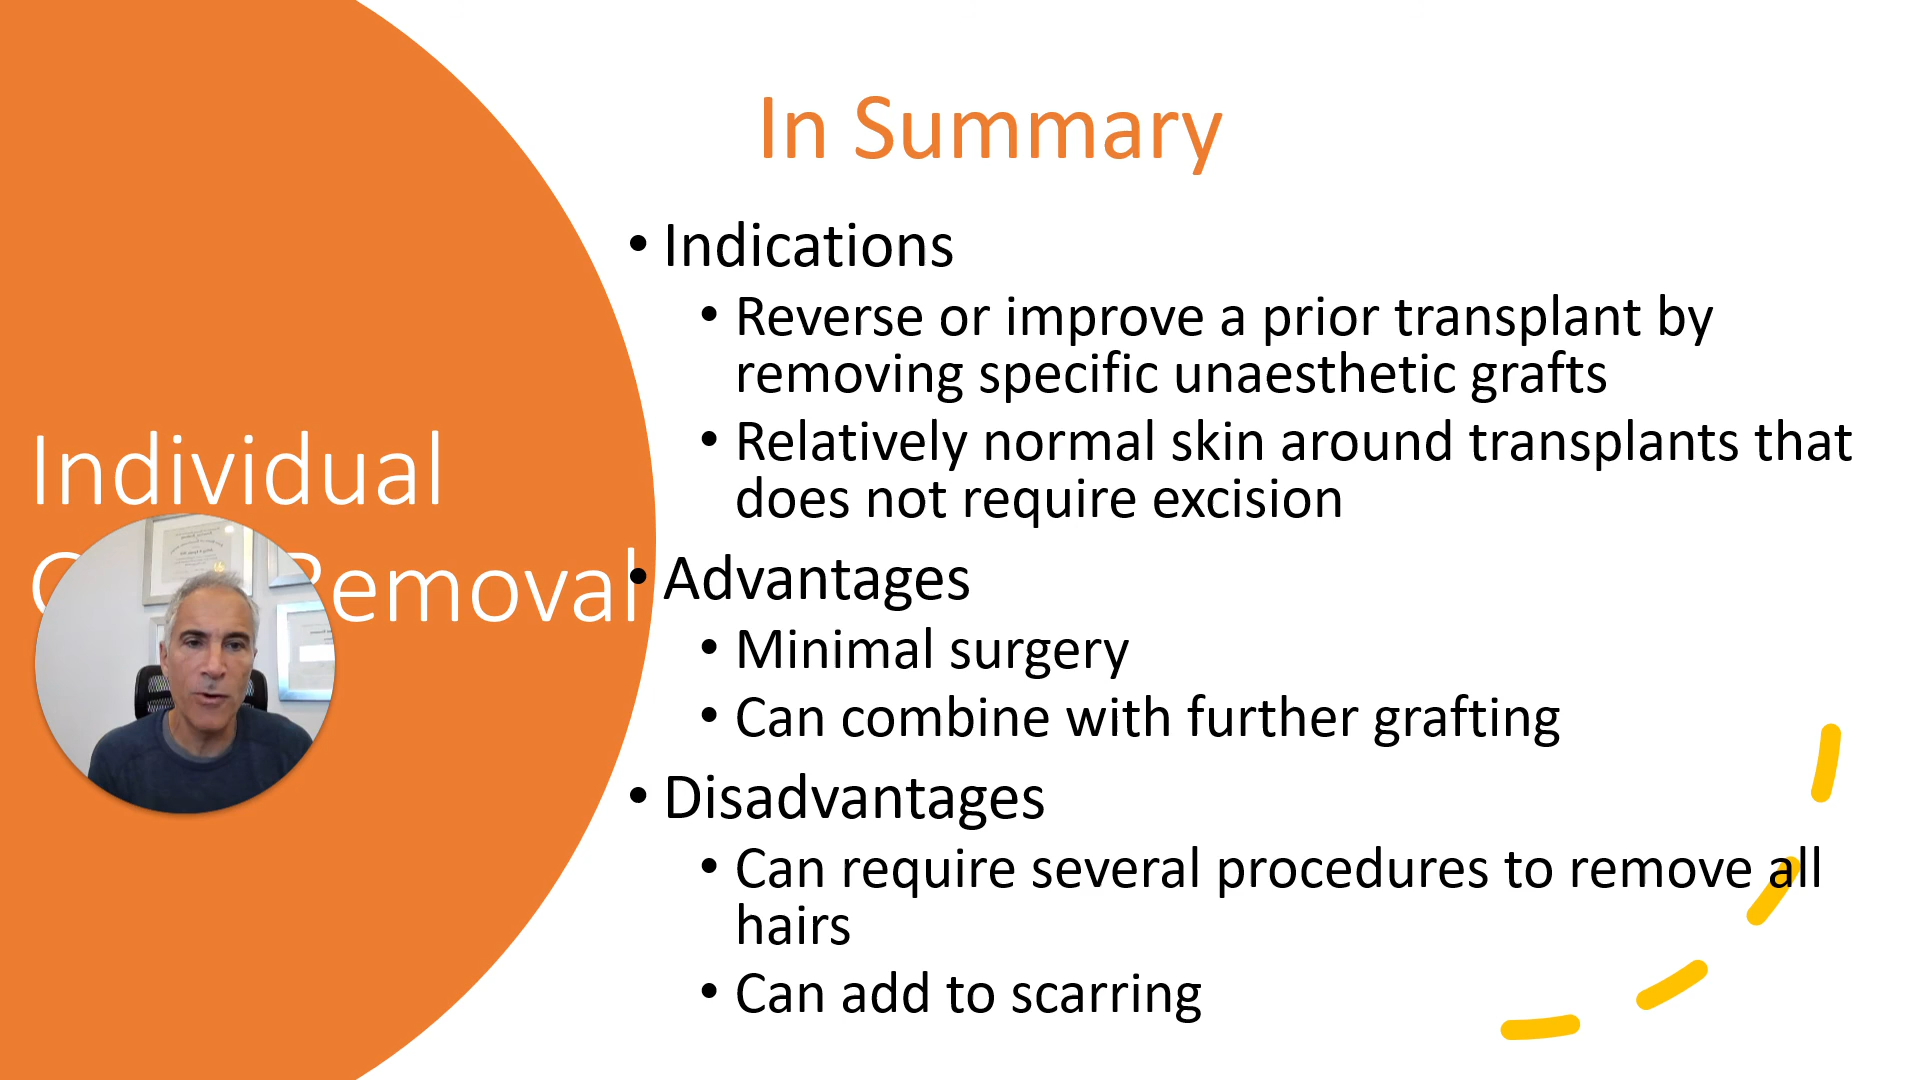 In Summary
Individual
Removal
• Indications
• Reverse or improve a prior transplant by
removing specific unaesthetic grafts
• Relatively normal skin around transplants that
does not require excision
• Advantages
• Minimal surgery
• Can combine with further grafting
• Disadvantages
• Can require several procedures to remove all
hairs
• Can add to scarring